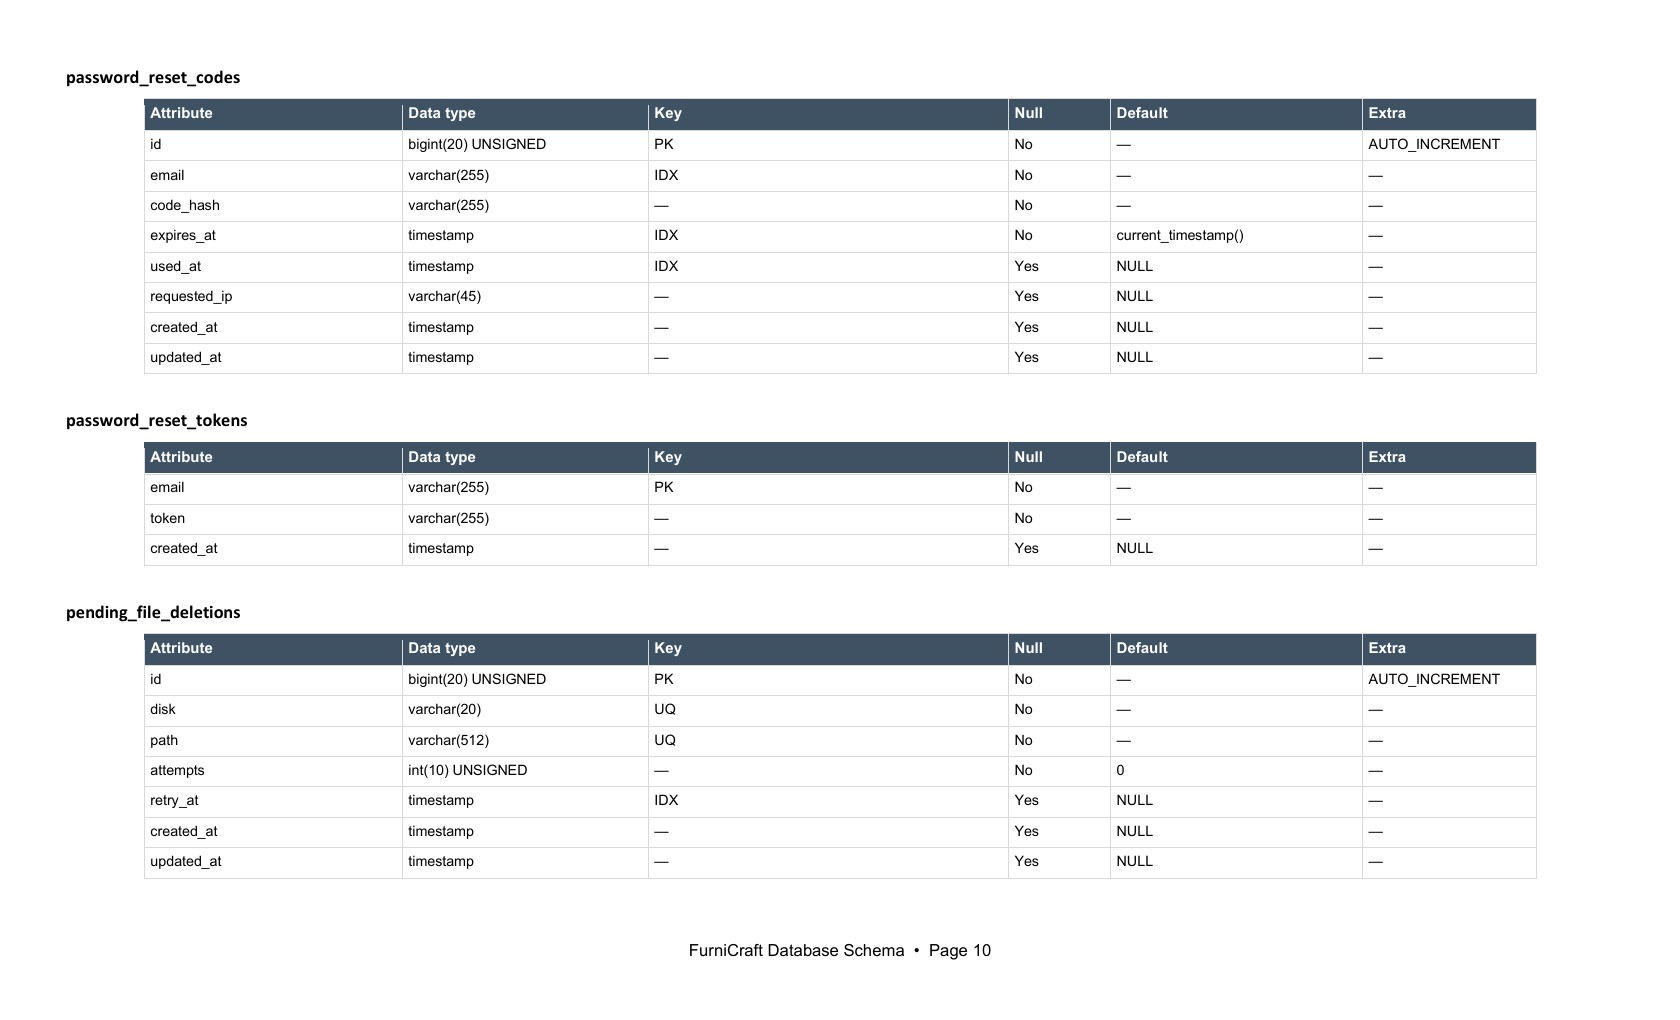 password_reset_codes
Attribute Data type Key Null Default Extra
id bigint(20) UNSIGNED PK No — AUTO_INCREMENT
email varchar(255) IDX No — —
code_hash varchar(255) — No — —
expires_at timestamp IDX No current_timestamp() —
used_at timestamp IDX Yes NULL —
requested_ip varchar(45) — Yes NULL —
created_at timestamp — Yes NULL —
updated_at timestamp — Yes NULL —
password_reset_tokens
Attribute Data type Key Null Default Extra
email varchar(255) PK No — —
token varchar(255) — No — —
created_at timestamp — Yes NULL —
pending_file_deletions
Attribute Data type Key Null Default Extra
id bigint(20) UNSIGNED PK No — AUTO_INCREMENT
disk varchar(20) UQ No — —
path varchar(512) UQ No — —
attempts int(10) UNSIGNED — No 0 —
retry_at timestamp IDX Yes NULL —
created_at timestamp — Yes NULL —
updated_at timestamp — Yes NULL —
FurniCraft Database Schema • Page 10